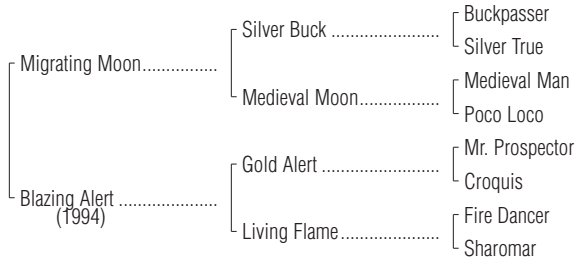 Buckpasser
Silver Buck ........................
Silver True
Migrating Moon................
Medieval Man
Medieval Moon..................
Poco Loco
Mr. Prospector
Gold Alert ..........................
Croquis
Blazing Alert .....................
(1994)
Fire Dancer
Living Flame......................
Sharomar